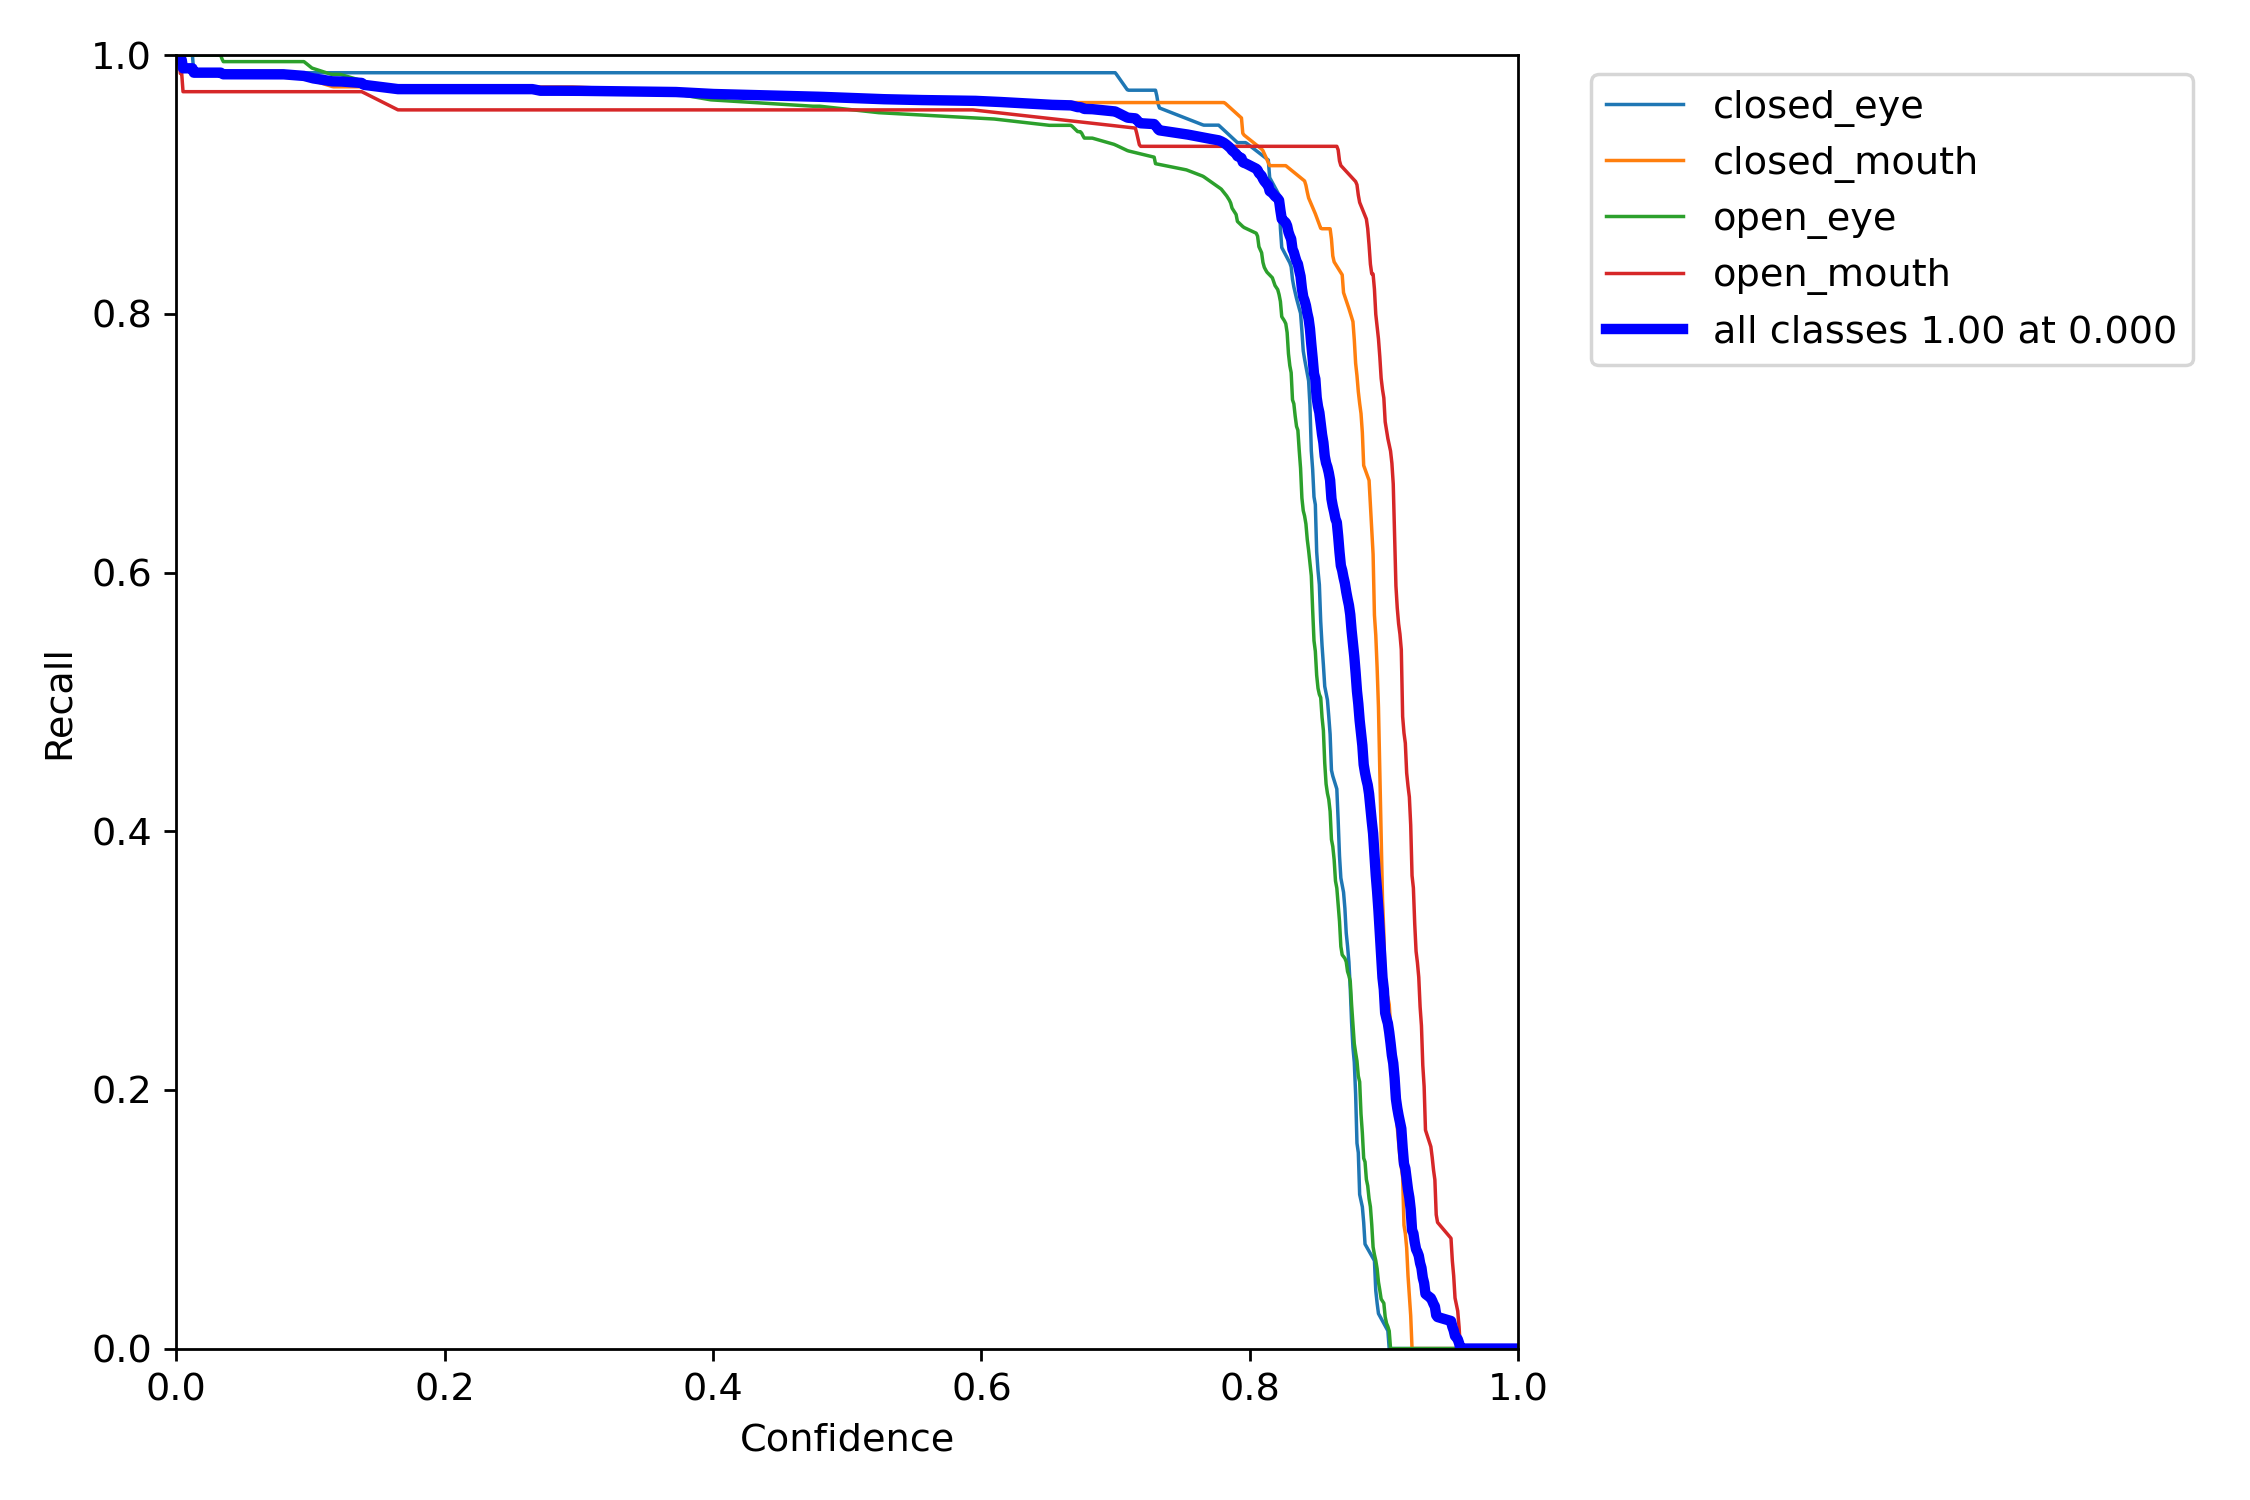 1.0
0.8
0.6
0.4
0.2
0.0
Recall
0.0 0.2 0.4 0.6 0.8 1.0
Confidence
closed_eye
closed_mouth
open_eye
open_mouth
all classes 1.00 at 0.000